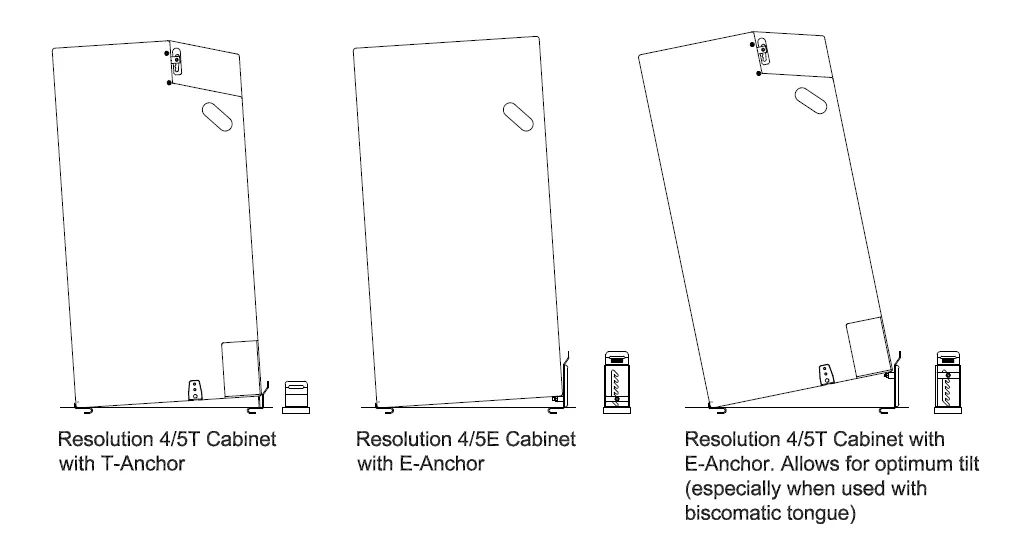 Resolution 4/5T Cabinet
with T-Anchor
Resolution 4/5E Cabinet
with E-Anchor
Resolution 4/5T Cabinet with
E-Anchor. Allows for optimum tilt
(especially when used with
biscomatic tongue)